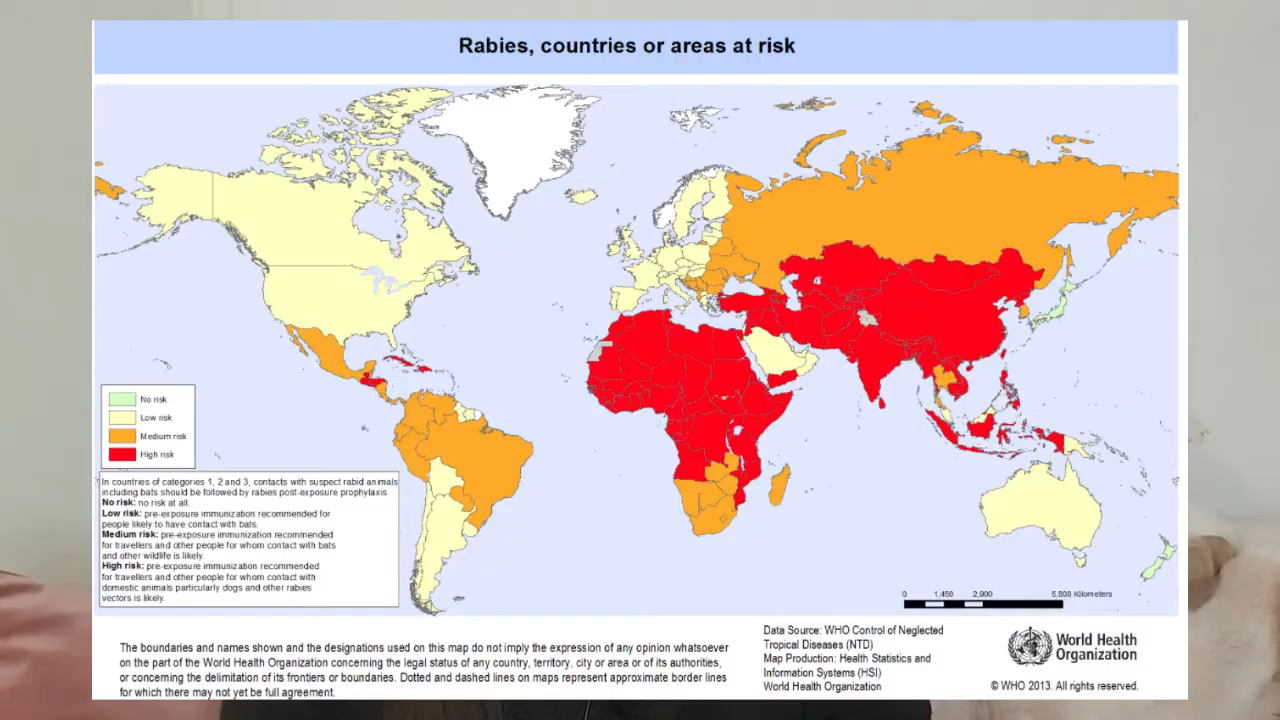 Rabies, countries or areas at risk
No risk
Low risk
Medium risk
High risk
In countries of categories 1, 2 and 3, contacts with suspect rabid animals
including bats should be followed by rabies post-exposure prophylaxis.
No risk: no risk at all.
Low risk: pre-exposure immunization recommended for
people likely to have contact with bats.
Medium risk: pre-exposure immunization recommended
for travellers and other people for whom contact with bats
and other wildlife is likely.
High risk: pre-exposure immunization recommended
for travellers and other people for whom contact with
domestic animals particularly dogs and other rabies
vectors is likely.
0 1,450 2,900 5,800 Kilometers
The boundaries and names shown and the designations used on this map do not imply the expression of any opinion whatsoever
on the part of the World Health Organization concerning the legal status of any country, territory, city or area or of its authorities,
or concerning the delimitation of its frontiers or boundaries. Dotted and dashed lines on maps represent approximate border lines
for which there may not yet be full agreement.
Data Source: WHO Control of Neglected
Tropical Diseases (NTD)
Map Production: Health Statistics and
Information Systems (HSI)
World Health Organization
World Health
Organization
© WHO 2013. All rights reserved.